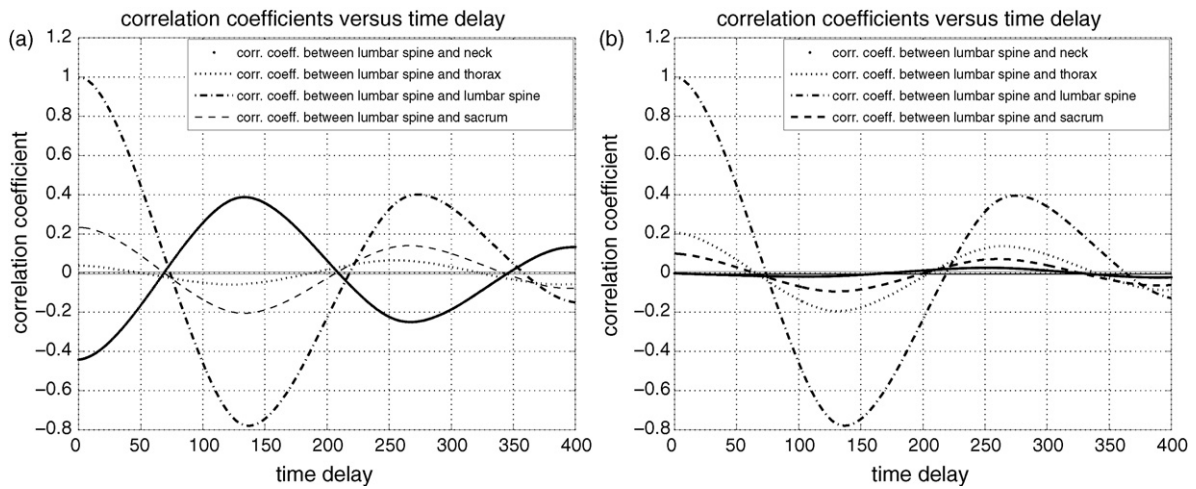 correlation coefficients versus time delay
(a)
1.2
1
0.8
0.6
0.4
0.2
0
−0.2
−0.4
−0.6
−0.8
correlation coefficient
corr. coeff. between lumbar spine and neck
corr. coeff. between lumbar spine and thorax
corr. coeff. between lumbar spine and lumbar spine
corr. coeff. between lumbar spine and sacrum
0 50 100 150 200 250 300 350 400
time delay
correlation coefficients versus time delay
(b)
1.2
1
0.8
0.6
0.4
0.2
0
−0.2
−0.4
−0.6
−0.8
correlation coefficient
corr. coeff. between lumbar spine and neck
corr. coeff. between lumbar spine and thorax
corr. coeff. between lumbar spine and lumbar spine
corr. coeff. between lumbar spine and sacrum
0 50 100 150 200 250 300 350 400
time delay